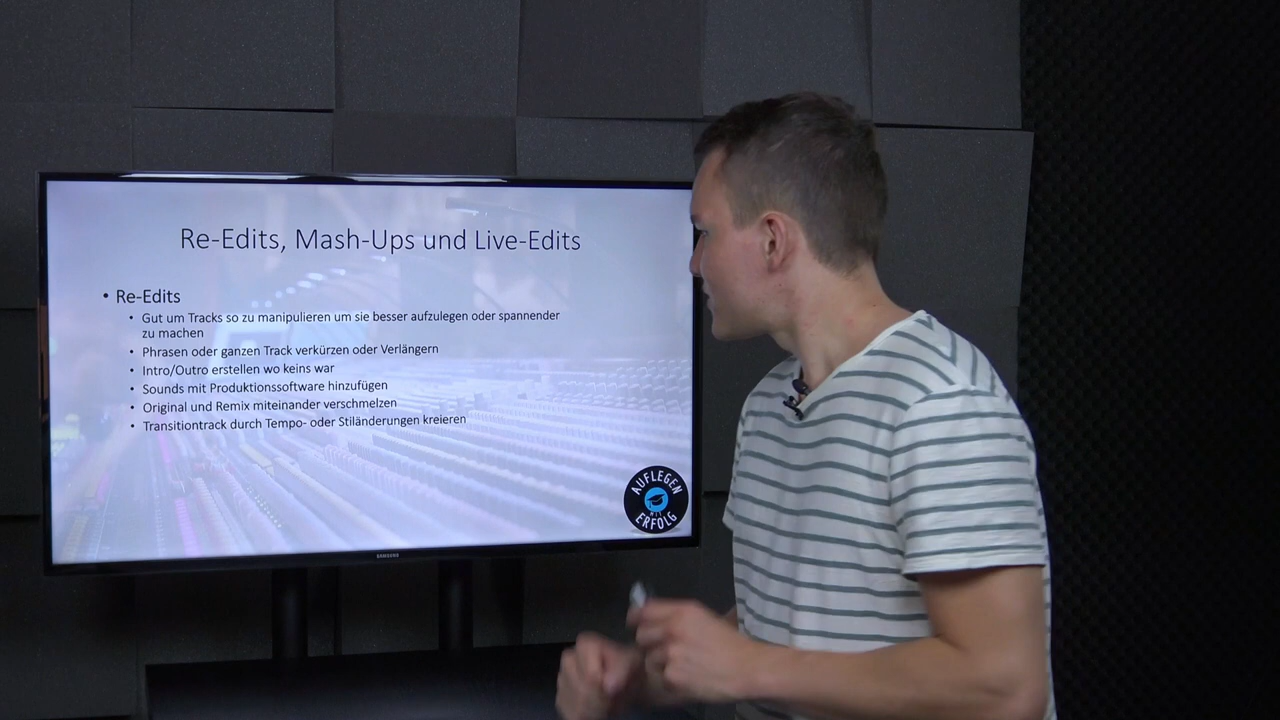 Re-Edits, Mash-Ups und Live-Edits
• Re-Edits
• Gut um Tracks so zu manipulieren um sie besser aufzulegen oder spannender
zu machen
• Phrasen oder ganzen Track verkürzen oder Verlängern
• Intro/Outro erstellen wo keins war
• Sounds mit Produktionssoftware hinzufügen
• Original und Remix miteinander verschmelzen
• Transitiontrack durch Tempo- oder Stiländerungen kreieren
AUFLEGEN
MIT
ERFOLG
SAMSUNG